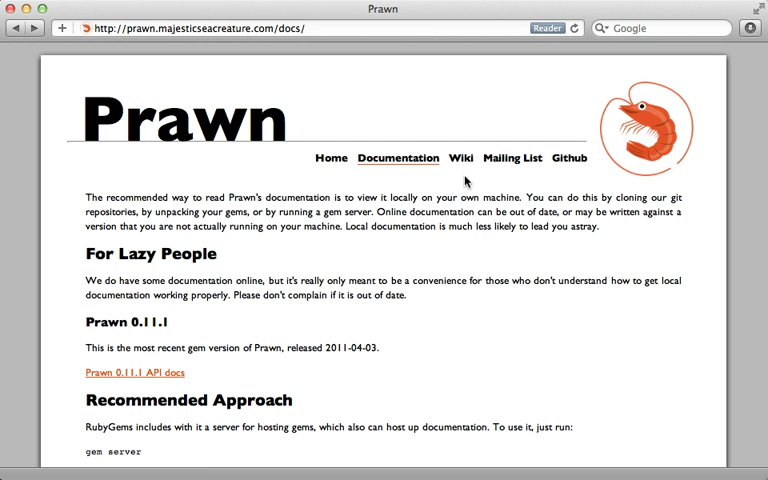 Prawn
http://prawn.majesticseacreature.com/docs/
Reader
Google
Prawn
Home Documentation Wiki Mailing List Github
The recommended way to read Prawn's documentation is to view it locally on your own machine. You can do this by cloning our git
repositories, by unpacking your gems, or by running a gem server. Online documentation can be out of date, or may be written against a
version that you are not actually running on your machine. Local documentation is much less likely to lead you astray.
For Lazy People
We do have some documentation online, but it's really only meant to be a convenience for those who don't understand how to get local
documentation working properly. Please don't complain if it is out of date.
Prawn 0.11.1
This is the most recent gem version of Prawn, released 2011-04-03.
Prawn 0.11.1 API docs
Recommended Approach
RubyGems includes with it a server for hosting gems, which also can host up documentation. To use it, just run:
gem server